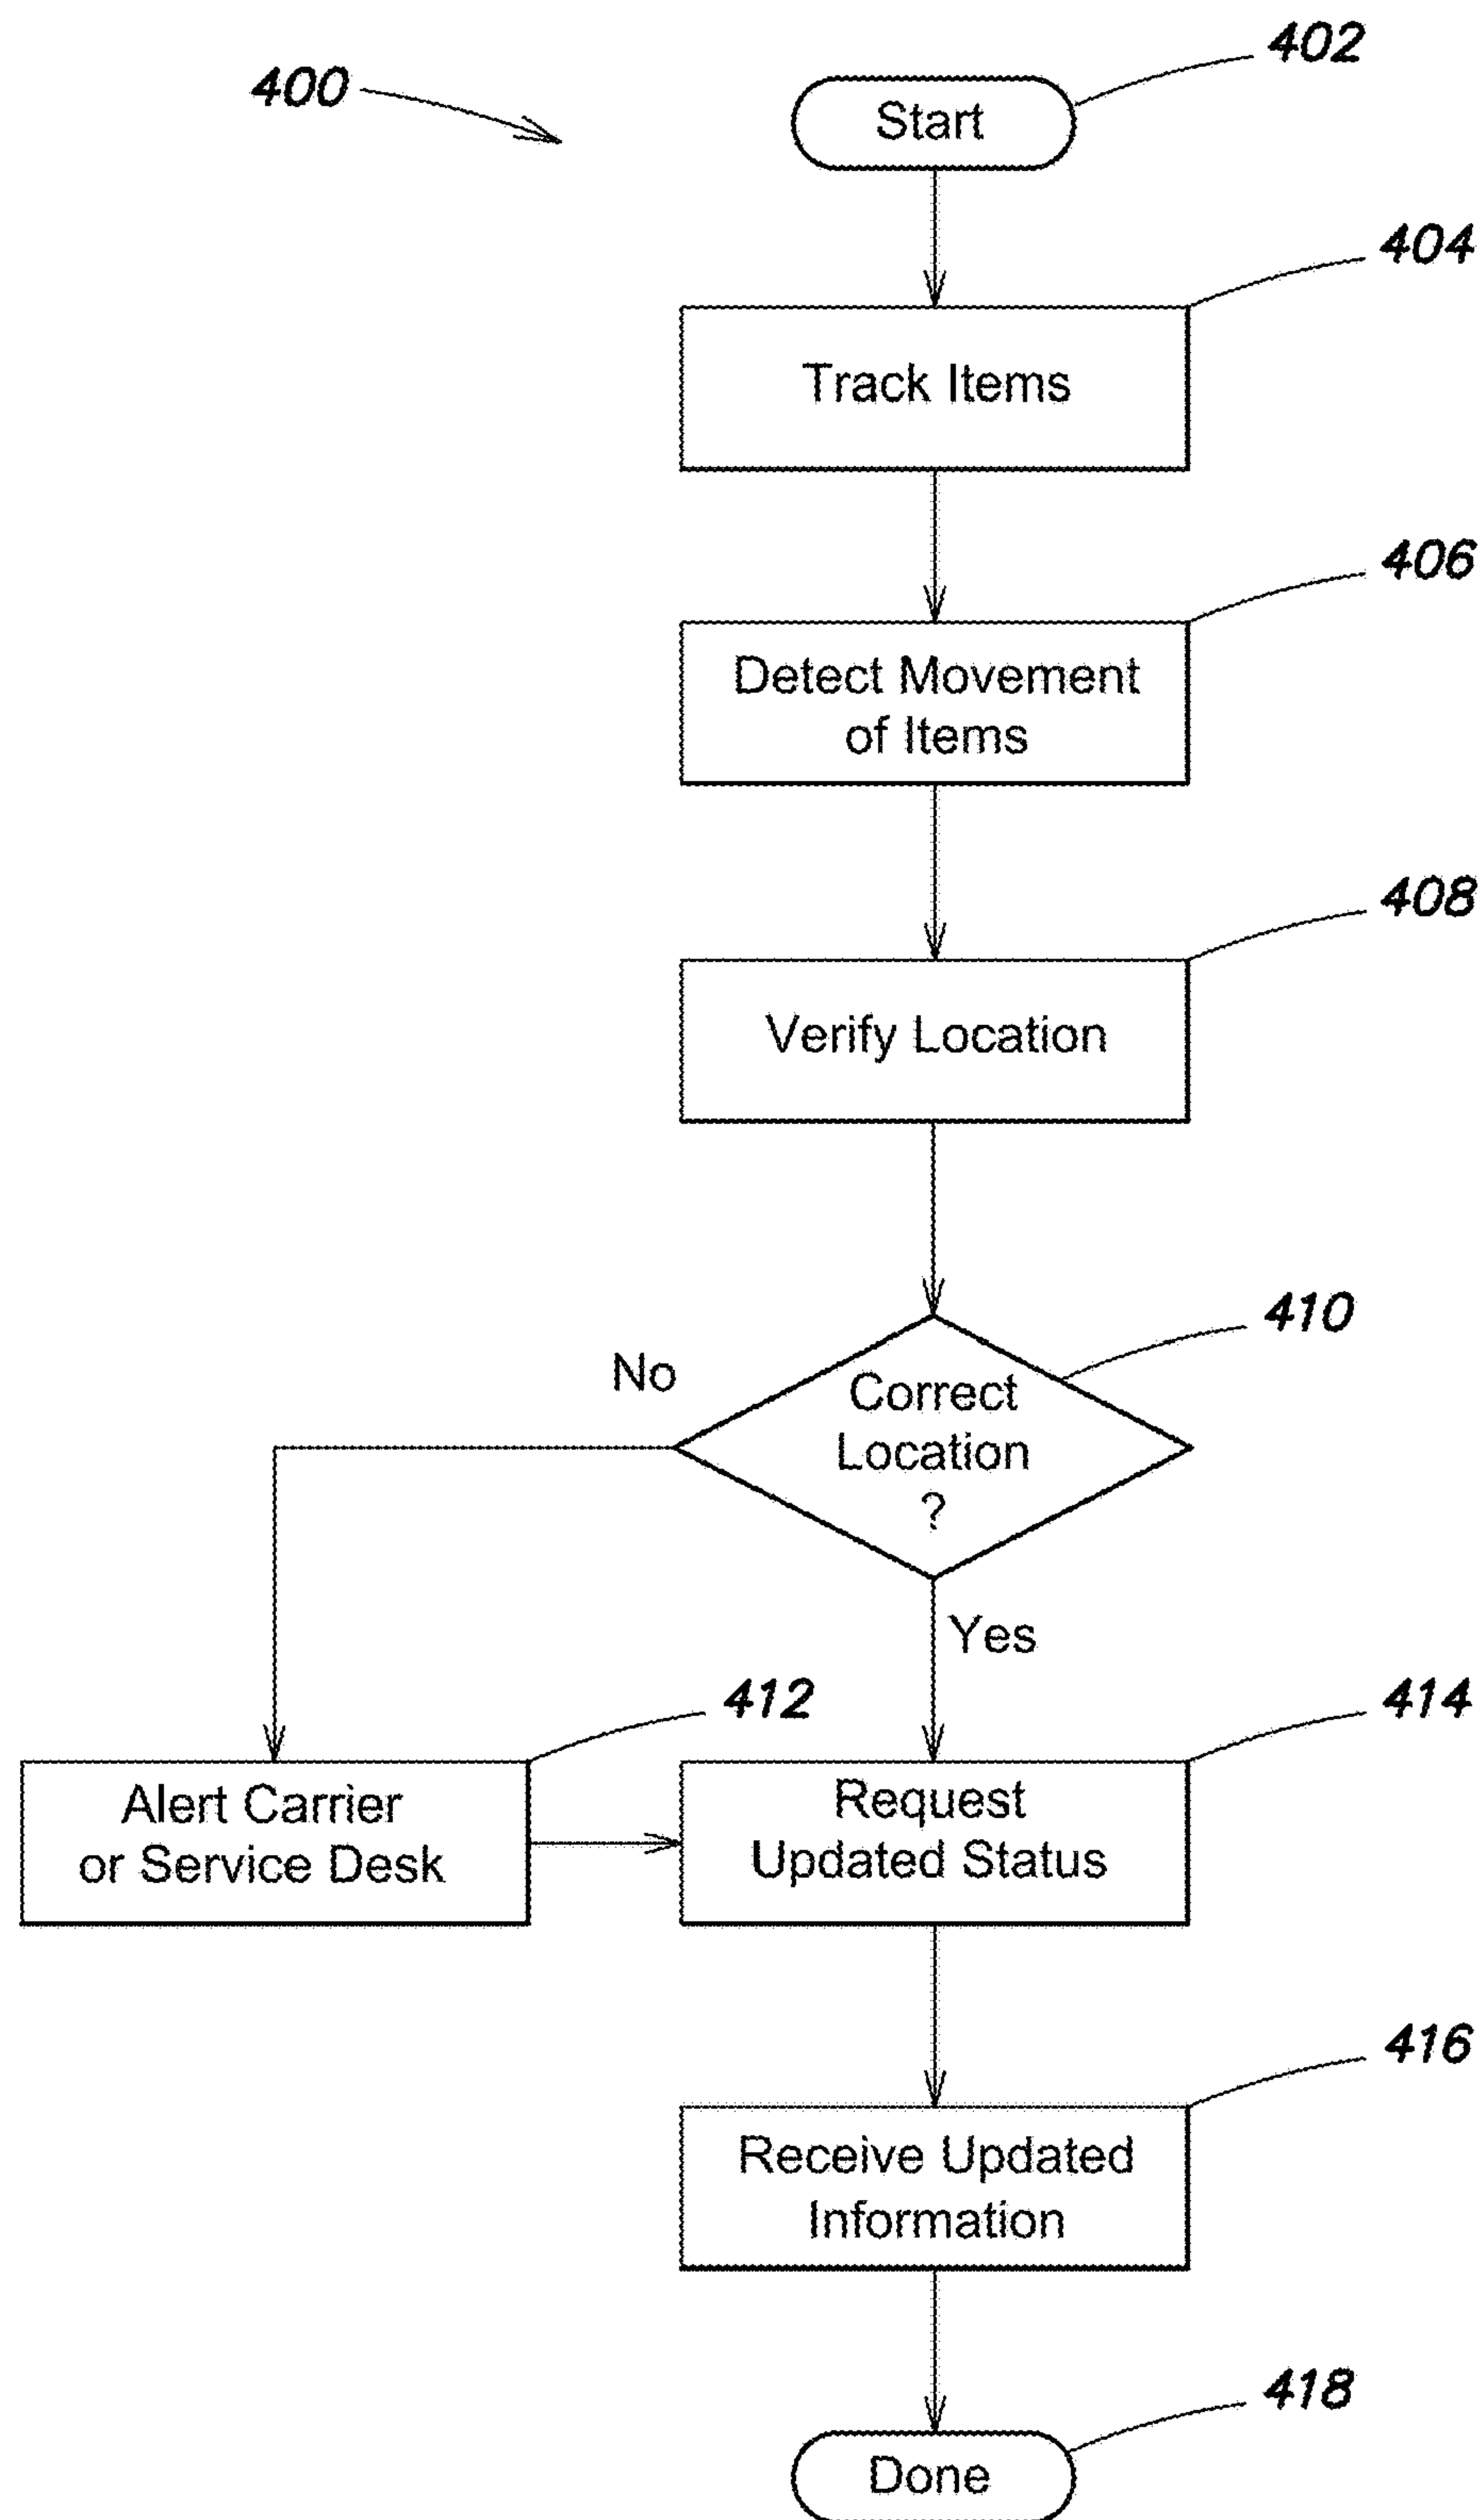 400
402
Start
404
Track Items
406
Detect Movement
of Items
408
Verify Location
410
No
Correct
Location
?
Yes
412
414
Alert Carrier
or Service Desk
Request
Updated Status
416
Receive Updated
Information
418
Done